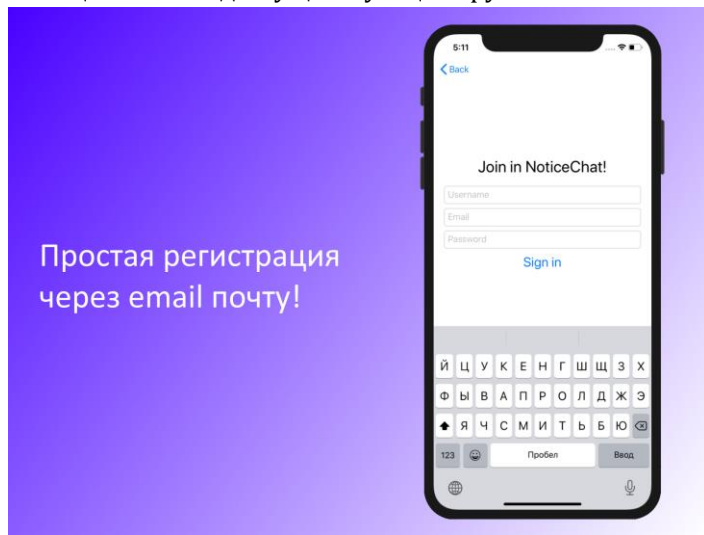 Простая регистрация
через email почту!
5:11
Back
Join in NoticeChat!
Username
Email
Password
Sign in
Й Ц У К Е Н Г Ш Щ З Х
Ф Ы В А П Р О Л Д Ж Э
Я Ч С М И Т Ь Б Ю
123 Пробел Ввод